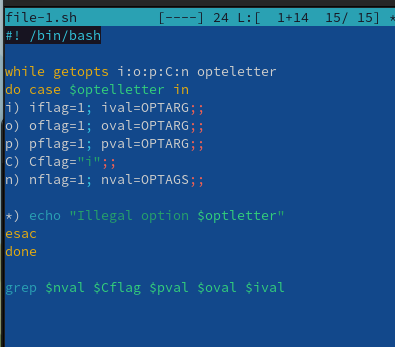 file-1.sh [----] 24 L:[ 1+14 15/ 15] *
#! /bin/bash
while getopts i:o:p:C:n opteletter
do case $optelletter in
i) iflag=1; ival=OPTARG;;
o) oflag=1; oval=OPTARG;;
p) pflag=1; pval=OPTARG;;
C) Cflag="i";;
n) nflag=1; nval=OPTAGS;;
*) echo "Illegal option $optletter"
esac
done
grep $nval $Cflag $pval $oval $ival